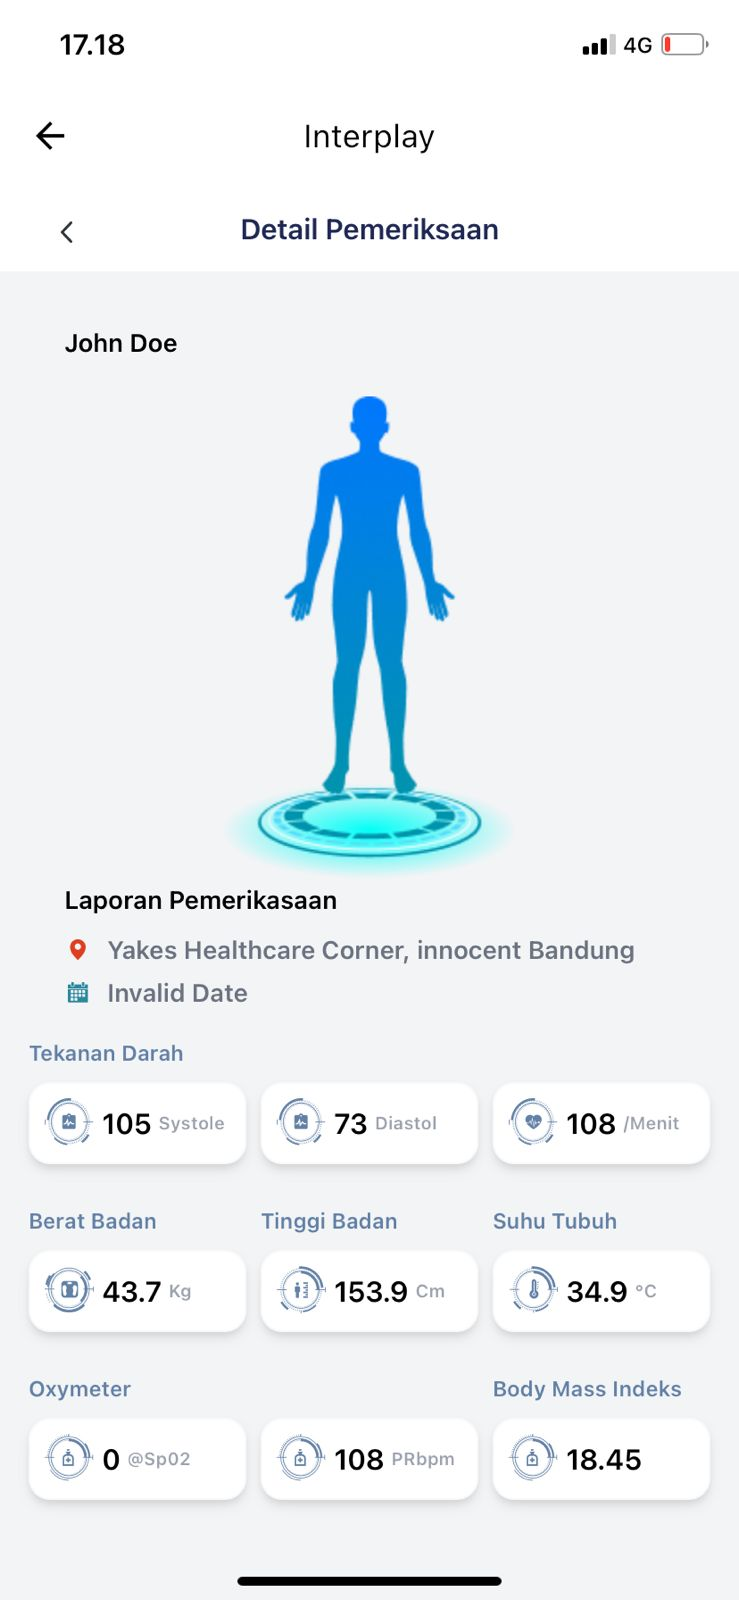 17.18
4G
Interplay
Detail Pemeriksaan
John Doe
Laporan Pemerikasaan
Yakes Healthcare Corner, innocent Bandung
Invalid Date
Tekanan Darah
105 Systole
73 Diastol
108 /Menit
Berat Badan
Tinggi Badan
Suhu Tubuh
43.7 Kg
153.9 Cm
34.9 °C
Oxymeter
Body Mass Indeks
0 @Sp02
108 PRbpm
18.45